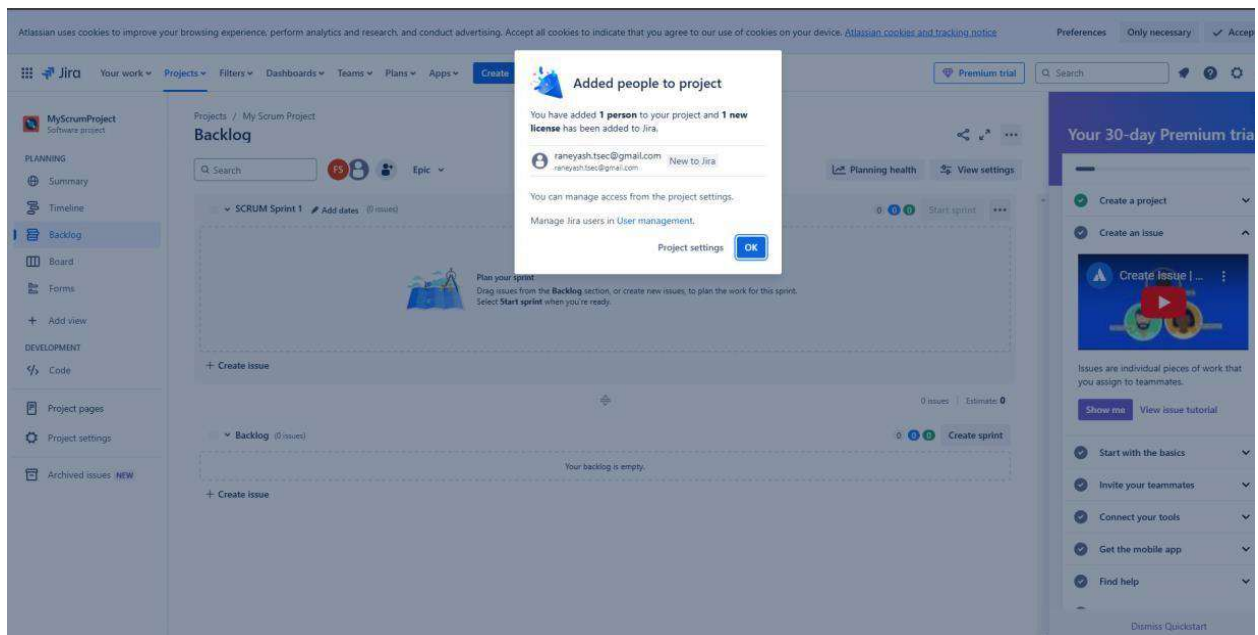 Atlassian uses cookies to improve your browsing experience, perform analytics and research, and conduct advertising. Accept all cookies to indicate that you agree to our use of cookies on your device. Atlassian cookies and tracking notice
Preferences
Only necessary
Accep
Jira
Your work
Projects
Filters
Dashboards
Teams
Plans
Apps
Create
Premium trial
Search
MyScrumProject
Software project
PLANNING
Summary
Timeline
Backlog
Board
Forms
Add view
DEVELOPMENT
Code
Project pages
Project settings
Archived issues NEW
Projects / My Scrum Project
Backlog
Search
FS
Epic
Planning health
View settings
SCRUM Sprint 1 Add dates (0 issues)
0 0 0 Start sprint
Plan your sprint
Drag issues from the Backlog section, or create new issues, to plan the work for this sprint.
Select Start sprint when you're ready.
+ Create issue
0 issues | Estimate: 0
Backlog (0 issues)
0 0 0 Create sprint
Your backlog is empty.
+ Create issue
Added people to project
You have added 1 person to your project and 1 new
license has been added to Jira.
raneyash.tsec@gmail.com New to Jira
raneyash.tsec@gmail.com
You can manage access from the project settings.
Manage Jira users in User management.
Project settings
OK
Your 30-day Premium tria
Create a project
Create an issue
Create Issue | ...
Issues are individual pieces of work that
you assign to teammates.
Show me
View issue tutorial
Start with the basics
Invite your teammates
Connect your tools
Get the mobile app
Find help
Dismiss Quickstart